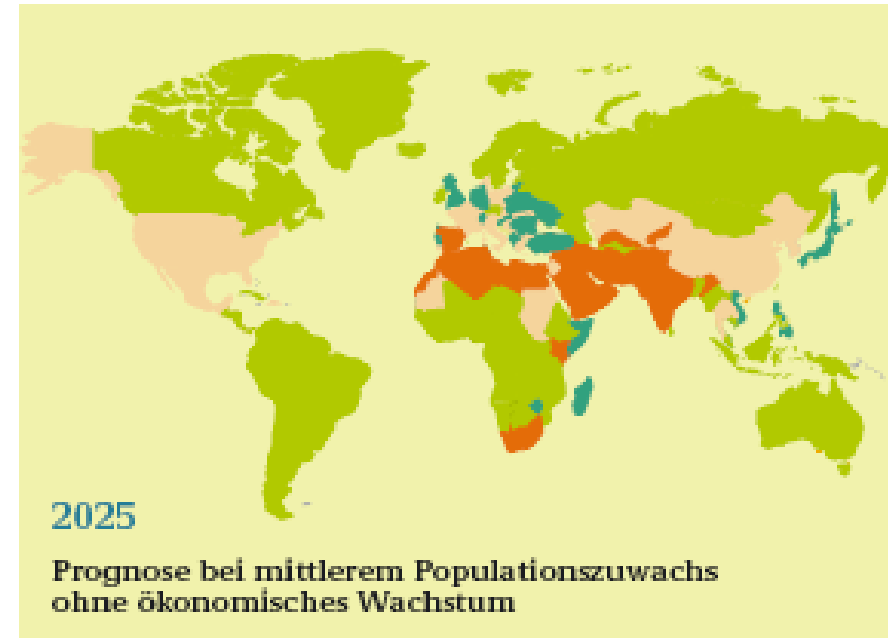 2025
Prognose bei mittlerem Populationszuwachs
ohne ökonomisches Wachstum